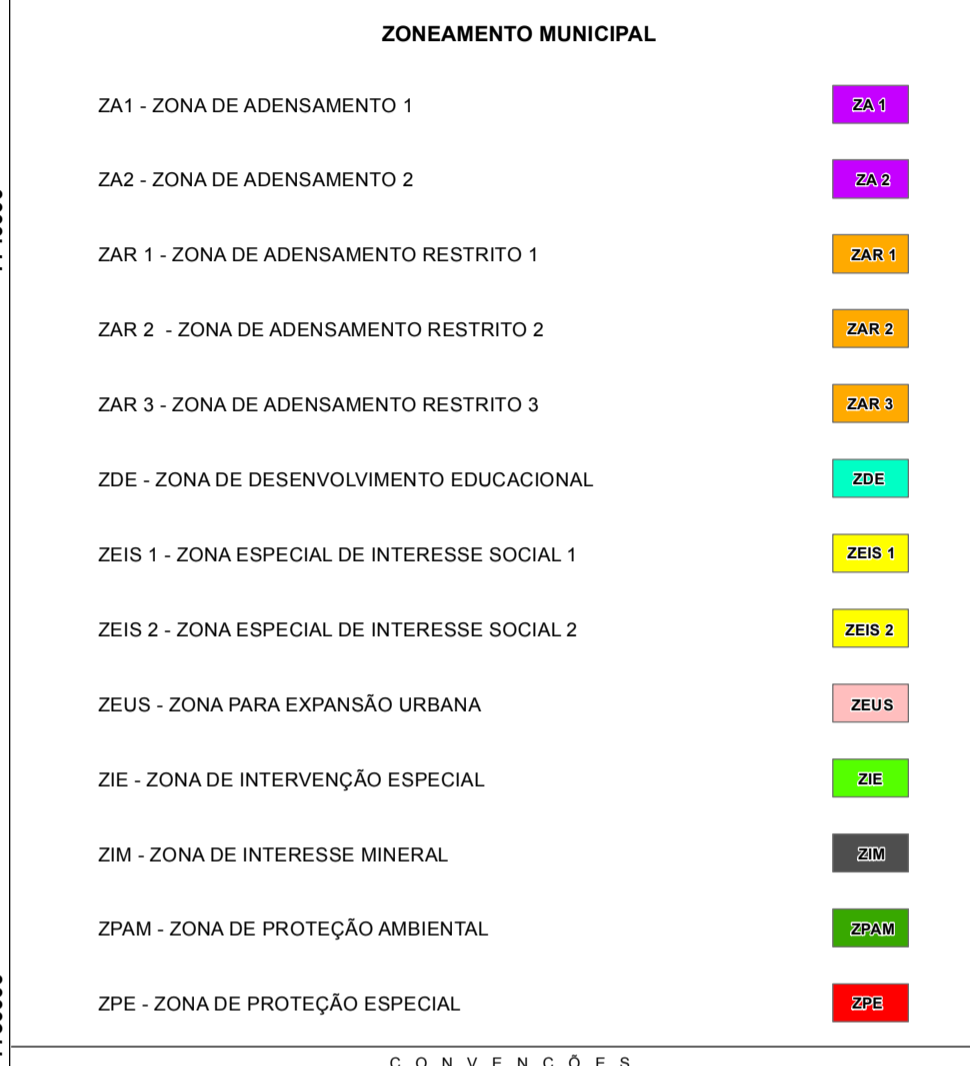 ZONEAMENTO MUNICIPAL
ZA1 - ZONA DE ADENSAMENTO 1 ZA 1
ZA2 - ZONA DE ADENSAMENTO 2 ZA 2
ZAR 1 - ZONA DE ADENSAMENTO RESTRITO 1 ZAR 1
ZAR 2 - ZONA DE ADENSAMENTO RESTRITO 2 ZAR 2
ZAR 3 - ZONA DE ADENSAMENTO RESTRITO 3 ZAR 3
ZDE - ZONA DE DESENVOLVIMENTO EDUCACIONAL ZDE
ZEIS 1 - ZONA ESPECIAL DE INTERESSE SOCIAL 1 ZEIS 1
ZEIS 2 - ZONA ESPECIAL DE INTERESSE SOCIAL 2 ZEIS 2
ZEUS - ZONA PARA EXPANSÃO URBANA ZEUS
ZIE - ZONA DE INTERVENÇÃO ESPECIAL ZIE
ZIM - ZONA DE INTERESSE MINERAL ZIM
ZPAM - ZONA DE PROTEÇÃO AMBIENTAL ZPAM
ZPE - ZONA DE PROTEÇÃO ESPECIAL ZPE
C O N V E N Ç Õ E S